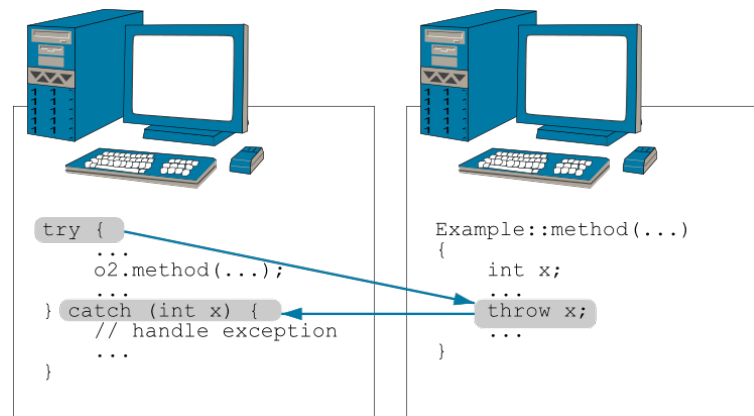 try {
...
o2.method(...);
...
} catch (int x) {
// handle exception
...
}
Example::method(...)
{
int x;
...
throw x;
...
}